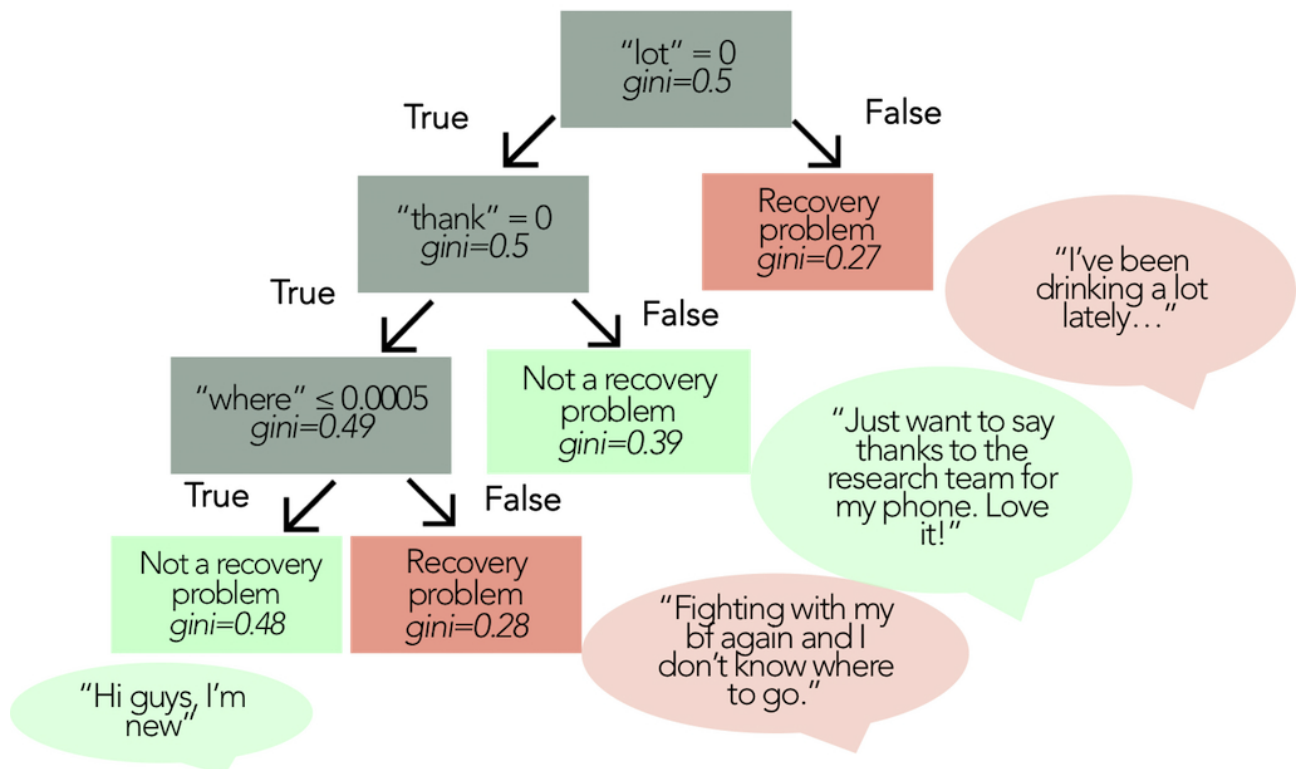 “lot” = 0
gini=0.5
True
False
“thank” = 0
gini=0.5
Recovery
problem
gini=0.27
“I’ve been
drinking a lot
lately…”
True
False
“where” ≤ 0.0005
gini=0.49
Not a recovery
problem
gini=0.39
“Just want to say
thanks to the
research team for
my phone. Love
it!”
True
False
Not a recovery
problem
gini=0.48
Recovery
problem
gini=0.28
“Fighting with my
bf again and I
don’t know where
to go.”
“Hi guys, I’m
new”